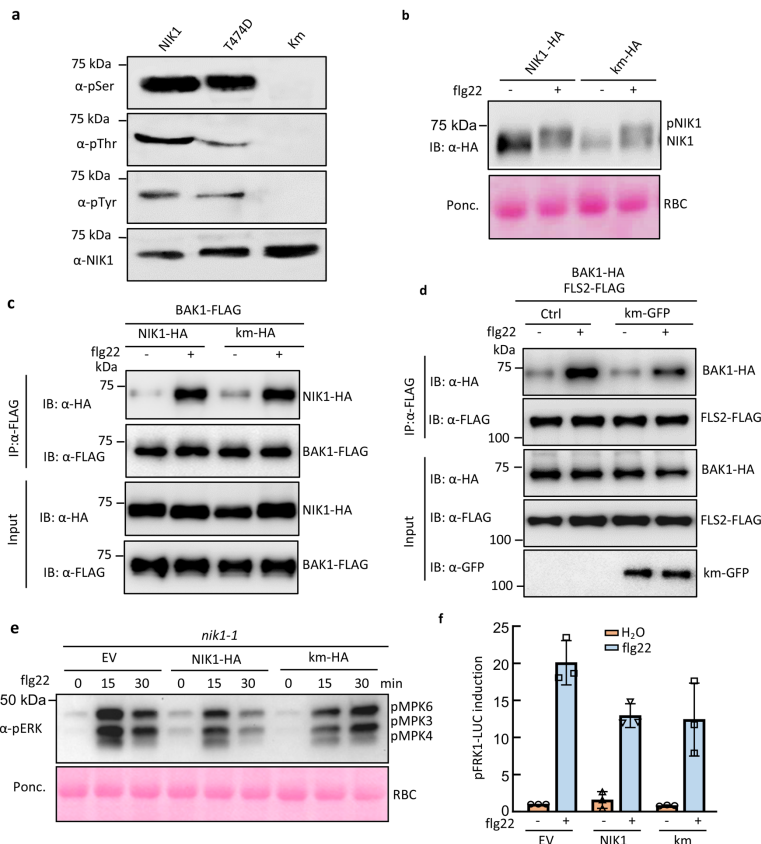 a
NIK1 T474D Km
75 kDa
α-pSer
75 kDa
α-pThr
75 kDa
α-pTyr
75 kDa
α-NIK1
b
NIK1-HA km-HA
flg22 - + - +
75 kDa
pNIK1
IB: α-HA NIK1
Ponc. RBC
c
BAK1-FLAG
NIK1-HA km-HA
flg22 - + - +
kDa
IP:α-FLAG
75
IB: α-HA NIK1-HA
75
IB: α-FLAG BAK1-FLAG
Input
75
IB: α-HA NIK1-HA
75
IB: α-FLAG BAK1-FLAG
d
BAK1-HA
FLS2-FLAG
Ctrl km-GFP
flg22 - + - +
kDa
IP:α-FLAG
75
IB: α-HA BAK1-HA
IB: α-FLAG FLS2-FLAG
100
Input
75
IB: α-HA BAK1-HA
IB: α-FLAG FLS2-FLAG
100
IB: α-GFP km-GFP
100
e
nik1-1
EV NIK1-HA km-HA
flg22 0 15 30 0 15 30 0 15 30 min
50 kDa
pMPK6
α-pERK pMPK3
pMPK4
Ponc. RBC
f
H₂O
flg22
pFRK1-LUC induction
25
20
15
10
5
0
flg22 - + - + - +
EV NIK1 km